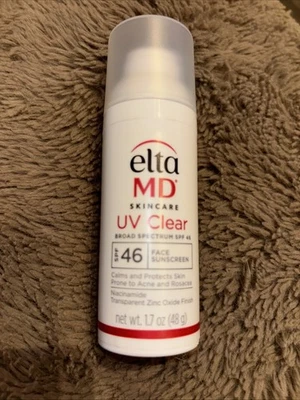 elta
MD®
SKINCARE
UV Clear
BROAD SPECTRUM SPF 46
SPF 46 FACE SUNSCREEN
Calms and Protects Skin
Prone to Acne and Rosacea
Niacinamide
Transparent Zinc Oxide Finish
net wt. 1.7 oz (48 g)